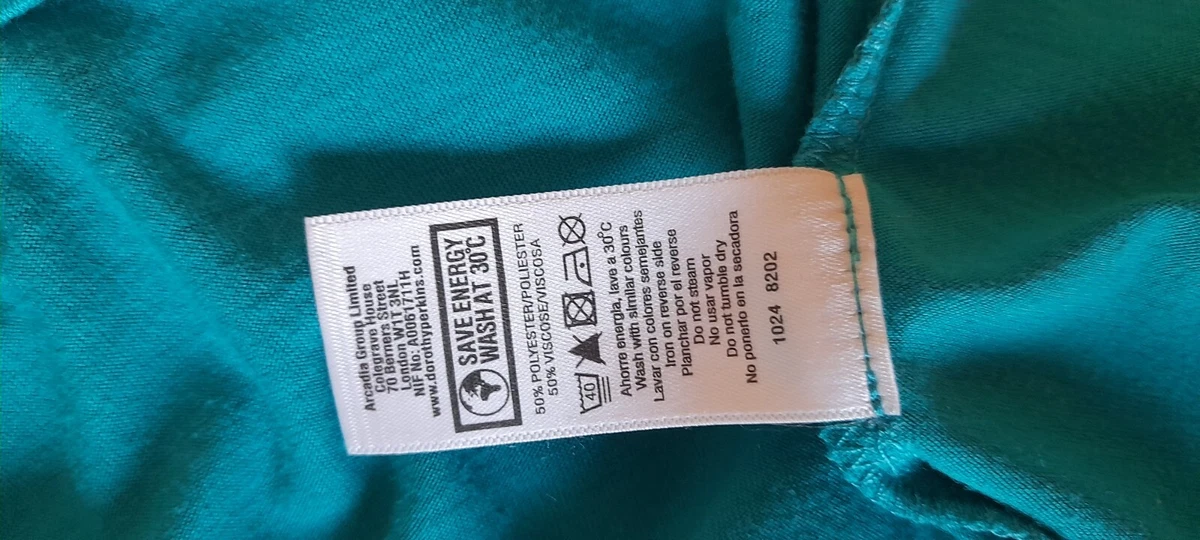 Arcadia Group Limited
Colegrave House
70 Berners Street
London W1T 3NL
NIF No: A0061711H
www.dorothyperkins.com
SAVE ENERGY
WASH AT 30°C
50% POLYESTER/POLIESTER
50% VISCOSE/VISCOSA
40
Ahorre energia, lave a 30°C
Wash with similar colours
Lavar con colores semejantes
Iron on reverse side
Planchar por el reverse
Do not steam
No usar vapor
Do not tumble dry
No ponerlo en la secadora
1024 8202